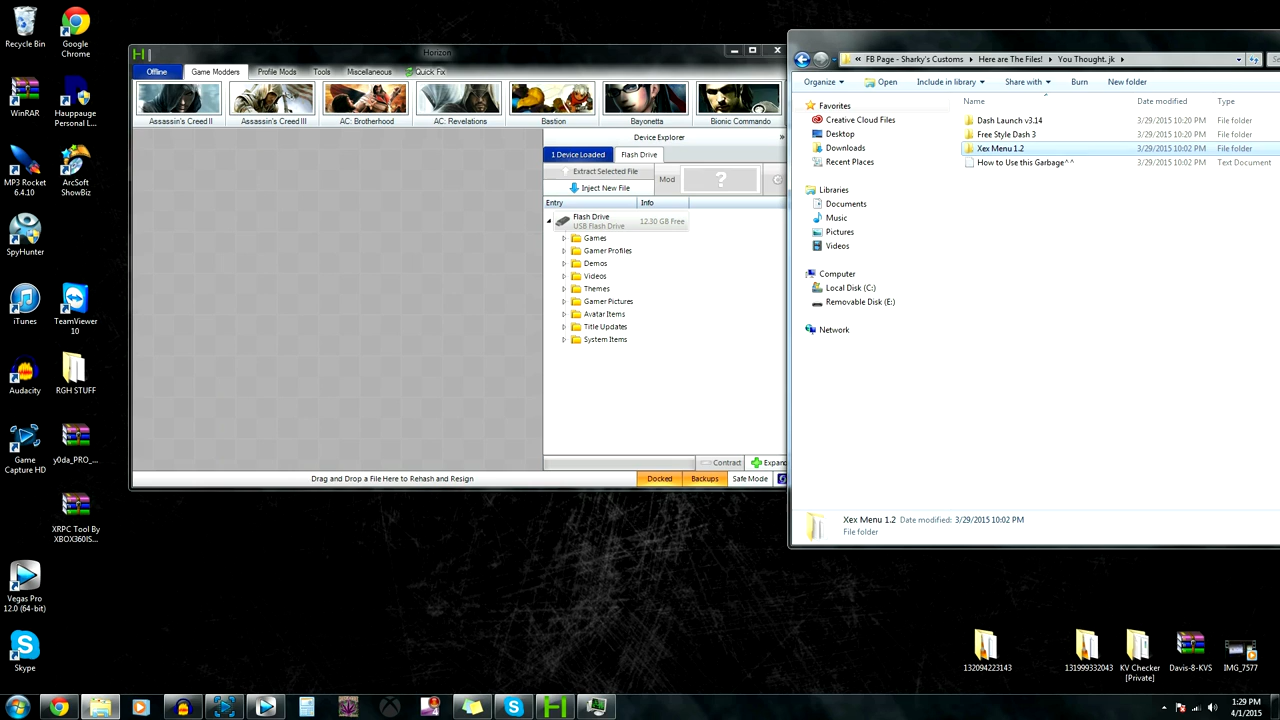 Recycle Bin
Google Chrome
WinRAR
Hauppauge Personal I...
MP3 Rocket 6.4.10
ArcSoft ShowBiz
SpyHunter
iTunes
TeamViewer 10
Audacity
RGH STUFF
Game Capture HD
y0da_PRO_...
XRPC Tool By XBOX360IS...
Vegas Pro 12.0 (64-bit)
Skype
Horizon
Offline
Game Modders
Profile Mods
Tools
Miscellaneous
Quick Fix
Assassin's Creed II
Assassin's Creed III
AC: Brotherhood
AC: Revelations
Bastion
Bayonetta
Bionic Commando
Device Explorer
»
1 Device Loaded
Flash Drive
Extract Selected File
Inject New File
Mod
?
Entry
Info
Flash Drive
USB Flash Drive
12.30 GB Free
Games
Gamer Profiles
Demos
Videos
Themes
Gamer Pictures
Avatar Items
Title Updates
System Items
Contract
Expand
Drag and Drop a File Here to Rehash and Resign
Docked
Backups
Safe Mode
« FB Page - Sharky's Customs
Here are The Files!
You Thought. jk
Organize
Open
Include in library
Share with
Burn
New folder
Favorites
Creative Cloud Files
Desktop
Downloads
Recent Places
Libraries
Documents
Music
Pictures
Videos
Computer
Local Disk (C:)
Removable Disk (E:)
Network
Name
Date modified
Type
Dash Launch v3.14
3/29/2015 10:20 PM
File folder
Free Style Dash 3
3/29/2015 10:20 PM
File folder
Xex Menu 1.2
3/29/2015 10:02 PM
File folder
How to Use this Garbage^^
3/29/2015 10:02 PM
Text Document
Xex Menu 1.2
Date modified: 3/29/2015 10:02 PM
File folder
132094223143
131999332043
KV Checker [Private]
Davis-8-KVS
IMG_7577
1:29 PM
4/1/2015